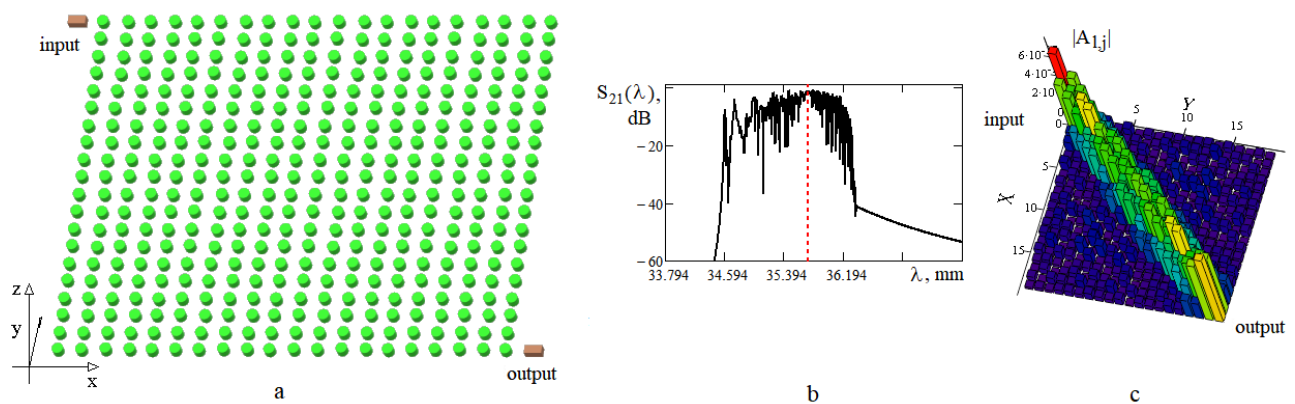 input
z
y
x
output
a
S21(λ),
dB
−20
−40
−60
33.794 34.594 35.394 36.194 λ, mm
b
|A1,j|
6·10⁻
4·10⁻
2·10
0
0
input
5
10
15
Y
5
10
15
X
output
c